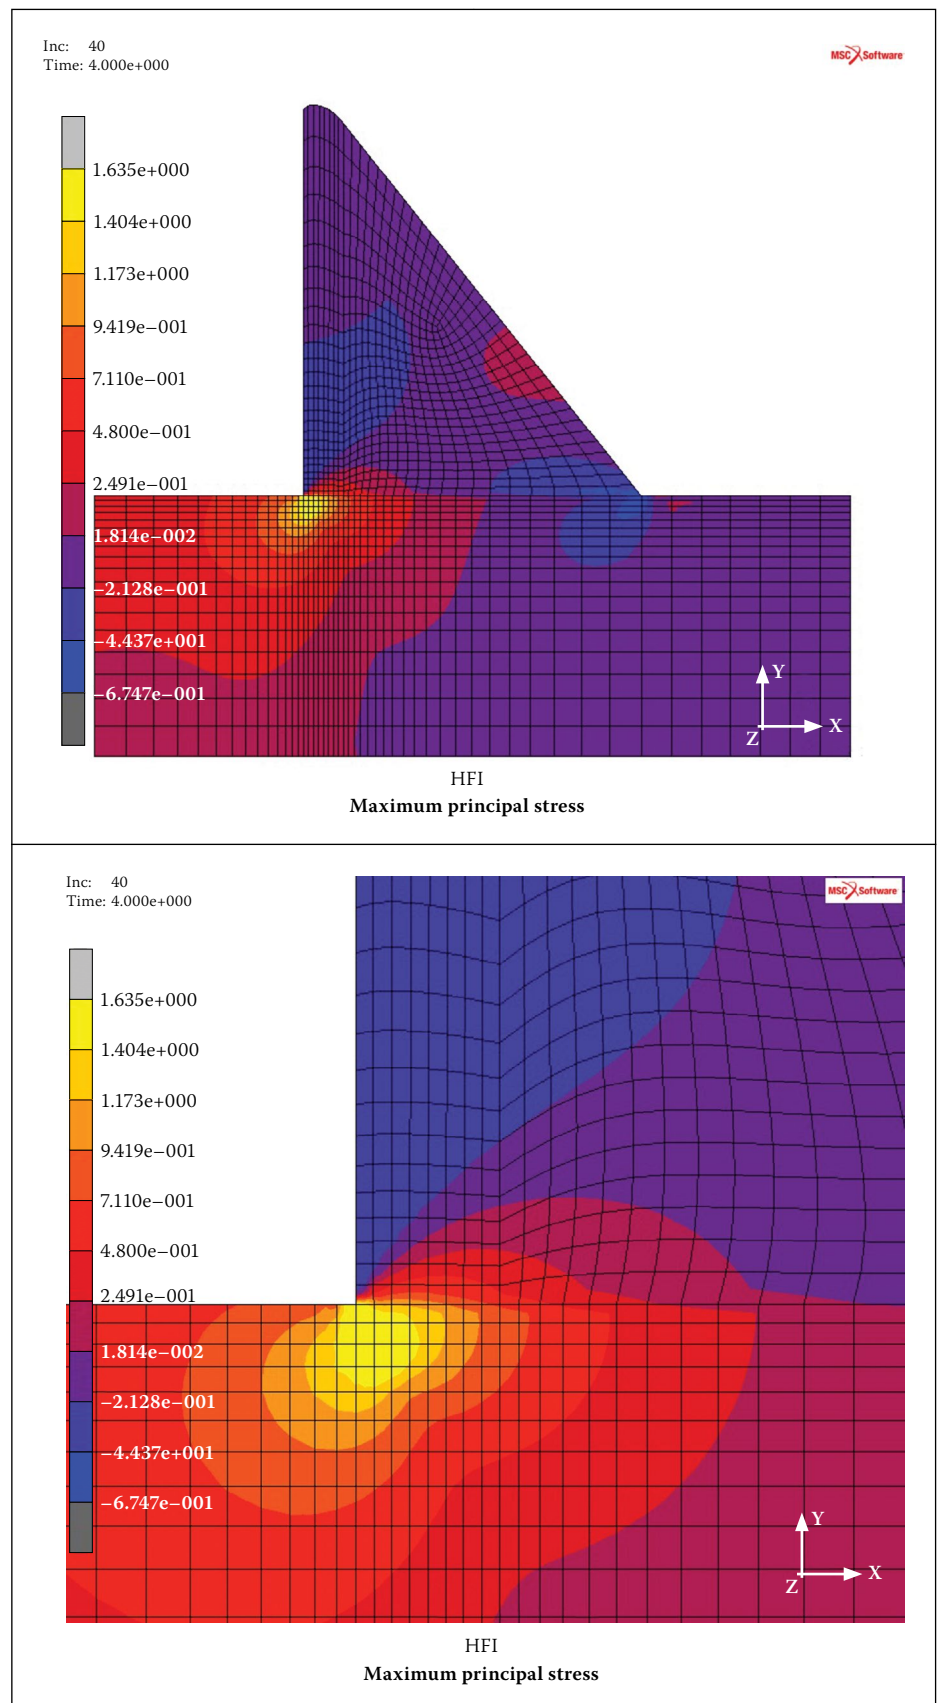 Inc: 40
Time: 4.000e+000
MSC Software
1.635e+000
1.404e+000
1.173e+000
9.419e−001
7.110e−001
4.800e−001
2.491e−001
1.814e−002
−2.128e−001
−4.437e+001
−6.747e−001
Y
Z X
HFI
Maximum principal stress
Inc: 40
Time: 4.000e+000
MSC Software
1.635e+000
1.404e+000
1.173e+000
9.419e−001
7.110e−001
4.800e−001
2.491e−001
1.814e−002
−2.128e−001
−4.437e+001
−6.747e−001
Y
Z X
HFI
Maximum principal stress